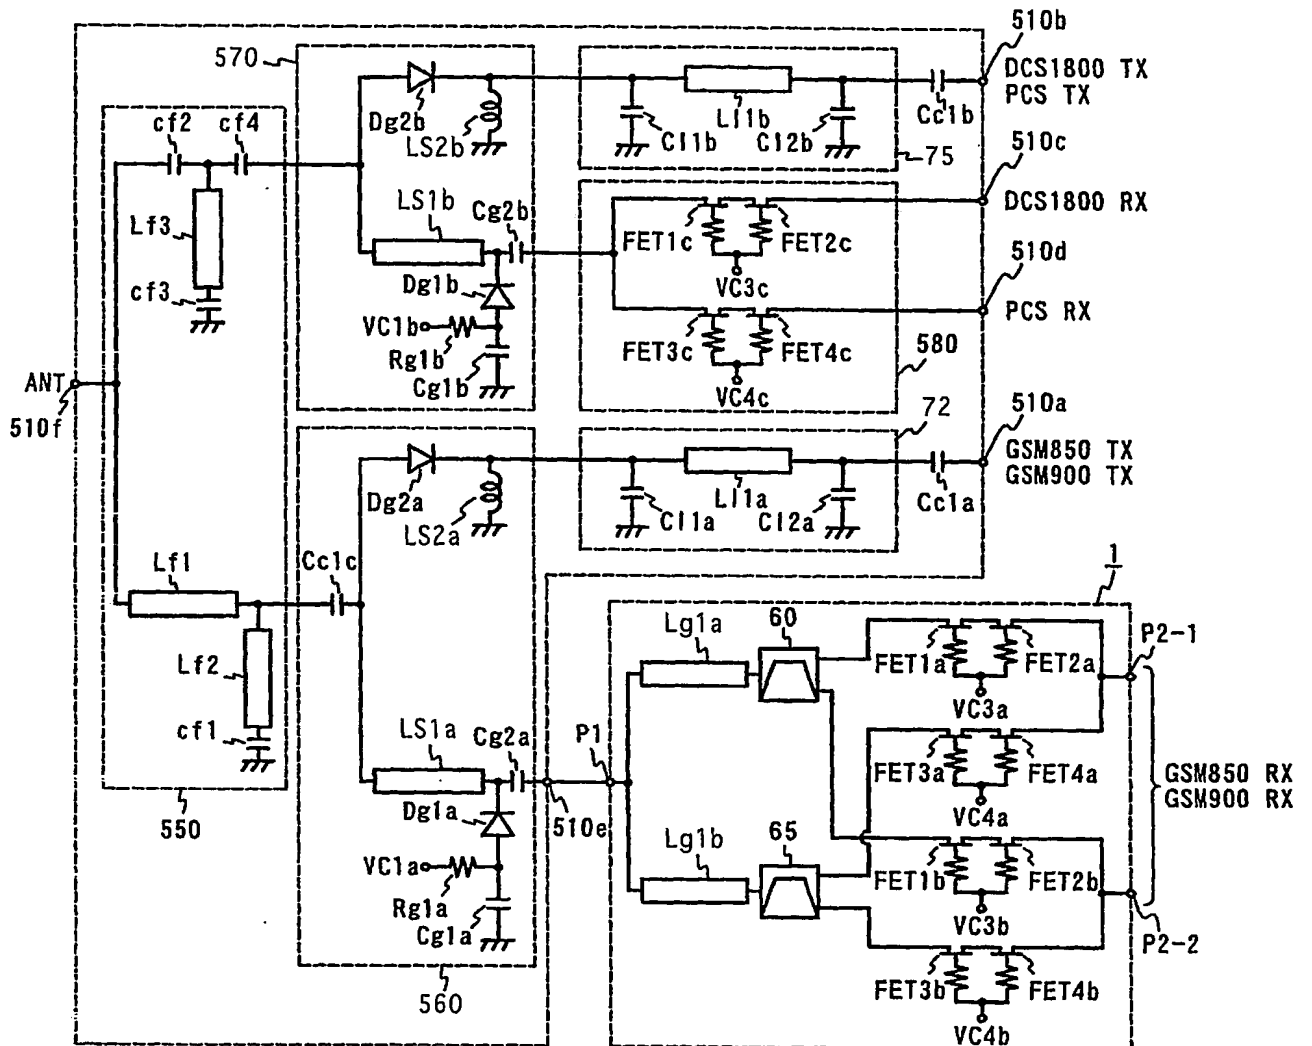 510b
570
DCS1800 TX
PCS TX
Dg2b
LS2b
Cl1b
Ll1b
Cl2b
Cc1b
cf2
cf4
75
510c
Lf3
LS1b
Cg2b
DCS1800 RX
FET1c
FET2c
cf3
Dg1b
VC3c
510d
VC1b
PCS RX
Rg1b
Cg1b
FET3c
FET4c
580
VC4c
ANT
510f
72
510a
GSM850 TX
GSM900 TX
Dg2a
LS2a
Cl1a
Ll1a
Cl2a
Cc1a
Lf1
Cc1c
1
Lg1a
60
FET1a
FET2a
P2-1
Lf2
VC3a
cf1
LS1a
Cg2a
P1
FET3a
FET4a
GSM850 RX
GSM900 RX
VC4a
550
Dg1a
510e
Lg1b
65
VC1a
FET1b
FET2b
Rg1a
Cg1a
VC3b
P2-2
560
FET3b
FET4b
VC4b